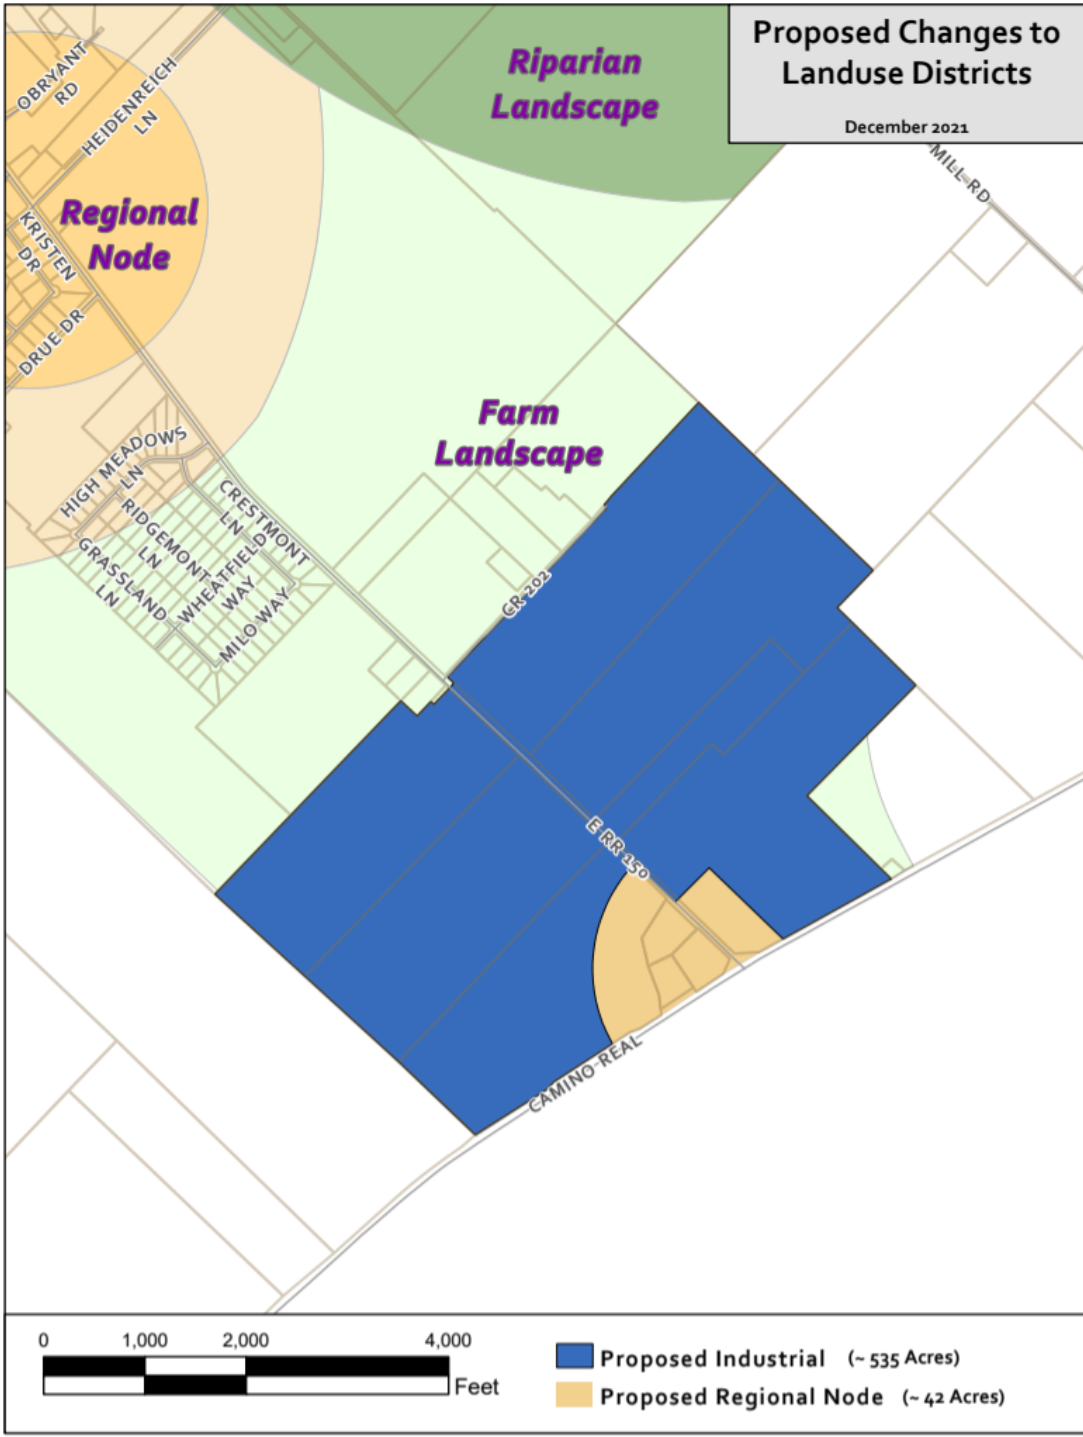 Proposed Changes to
Landuse Districts
December 2021
Riparian
Landscape
OBRYANT
RD
HEIDENREICH
LN
MILL RD
Regional
Node
KRISTEN
DR
DRUE DR
Farm
Landscape
HIGH MEADOWS
LN
CRESTMONT
LN
RIDGEMONT
LN
WHEATFIELD
WAY
GRASSLAND
LN
MILO WAY
CR 202
E RR 150
CAMINO REAL
0 1,000 2,000 4,000
Feet
Proposed Industrial (~ 535 Acres)
Proposed Regional Node (~ 42 Acres)